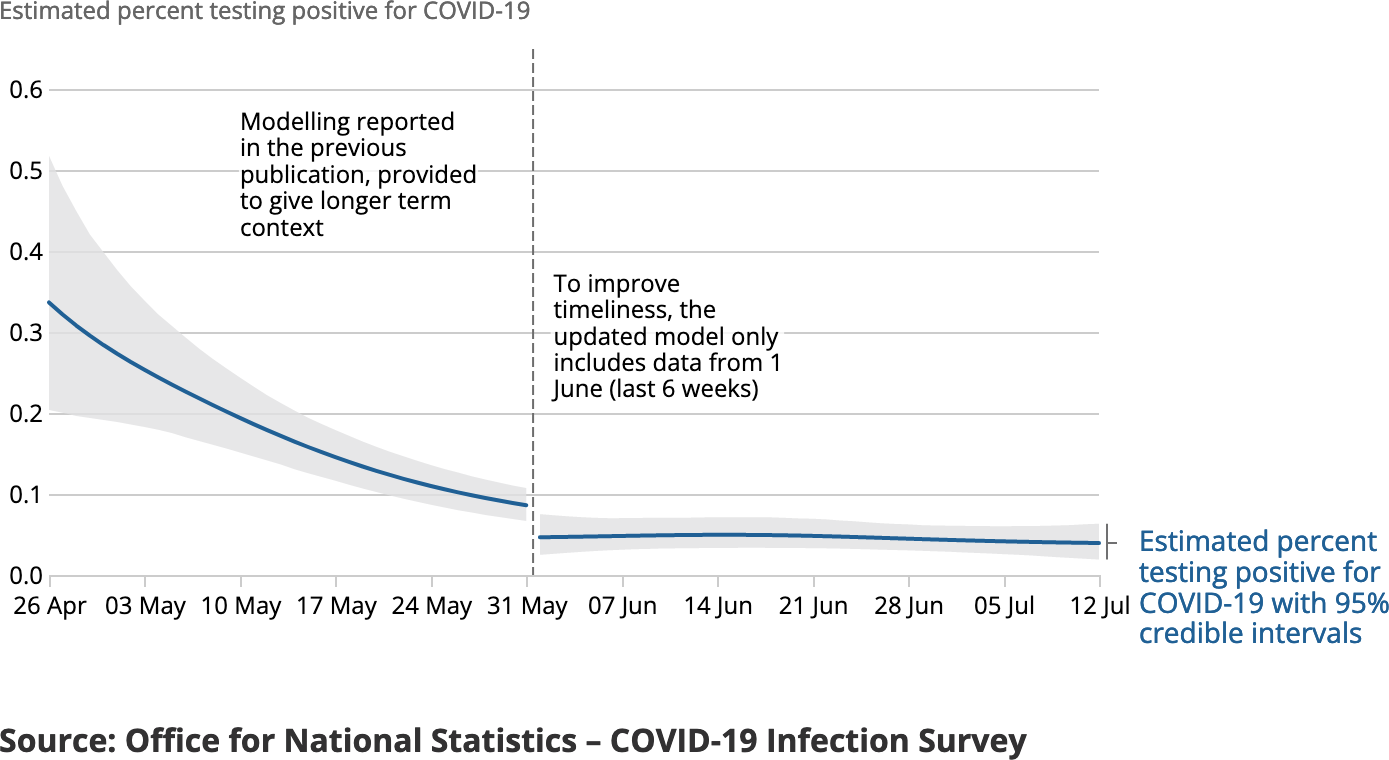 Estimated percent testing positive for COVID-19
0.6
0.5
0.4
0.3
0.2
0.1
0.0
Modelling reported
in the previous
publication, provided
to give longer term
context
To improve
timeliness, the
updated model only
includes data from 1
June (last 6 weeks)
26 Apr 03 May 10 May 17 May 24 May 31 May 07 Jun 14 Jun 21 Jun 28 Jun 05 Jul 12 Jul
Estimated percent
testing positive for
COVID-19 with 95%
credible intervals
Source: Office for National Statistics – COVID-19 Infection Survey